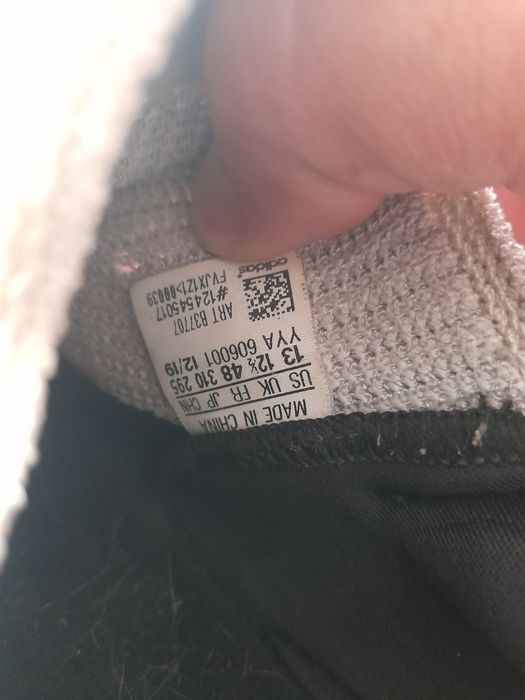 MADE IN CHINA
US UK FR JP CHN
13 12½ 48 310 295
YYA 606001 12/19
ART B37707
#124545017
FVJX1Z1>00039
adidas